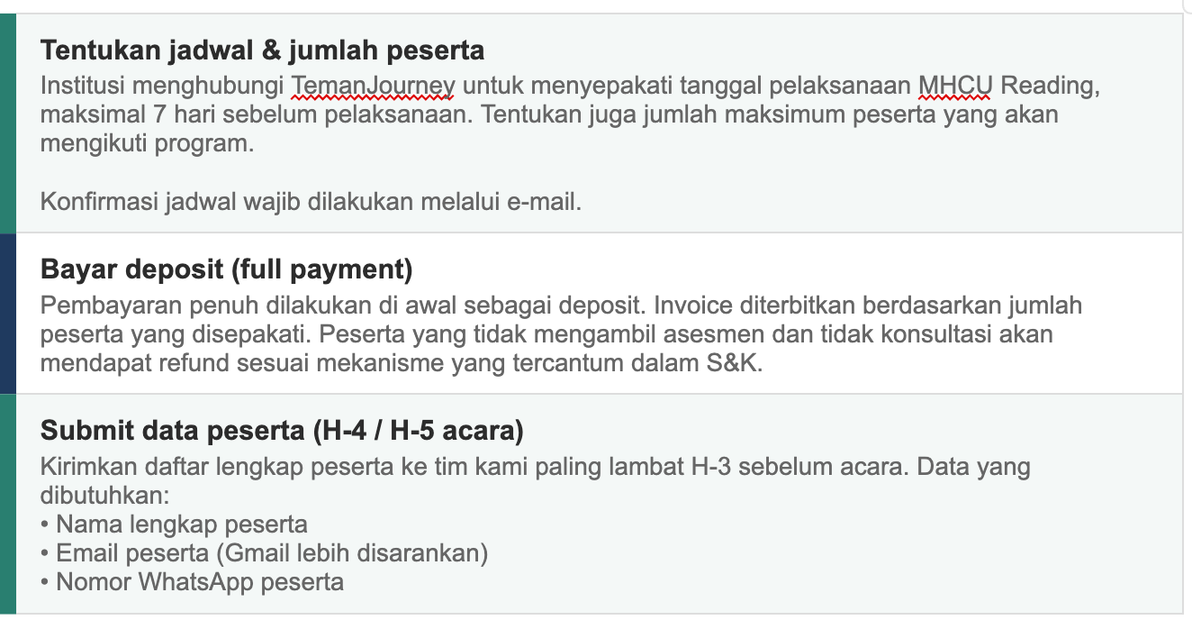 Tentukan jadwal & jumlah peserta
Institusi menghubungi TemanJourney untuk menyepakati tanggal pelaksanaan MHCU Reading,
maksimal 7 hari sebelum pelaksanaan. Tentukan juga jumlah maksimum peserta yang akan
mengikuti program.
Konfirmasi jadwal wajib dilakukan melalui e-mail.
Bayar deposit (full payment)
Pembayaran penuh dilakukan di awal sebagai deposit. Invoice diterbitkan berdasarkan jumlah
peserta yang disepakati. Peserta yang tidak mengambil asesmen dan tidak konsultasi akan
mendapat refund sesuai mekanisme yang tercantum dalam S&K.
Submit data peserta (H-4 / H-5 acara)
Kirimkan daftar lengkap peserta ke tim kami paling lambat H-3 sebelum acara. Data yang
dibutuhkan:
• Nama lengkap peserta
• Email peserta (Gmail lebih disarankan)
• Nomor WhatsApp peserta